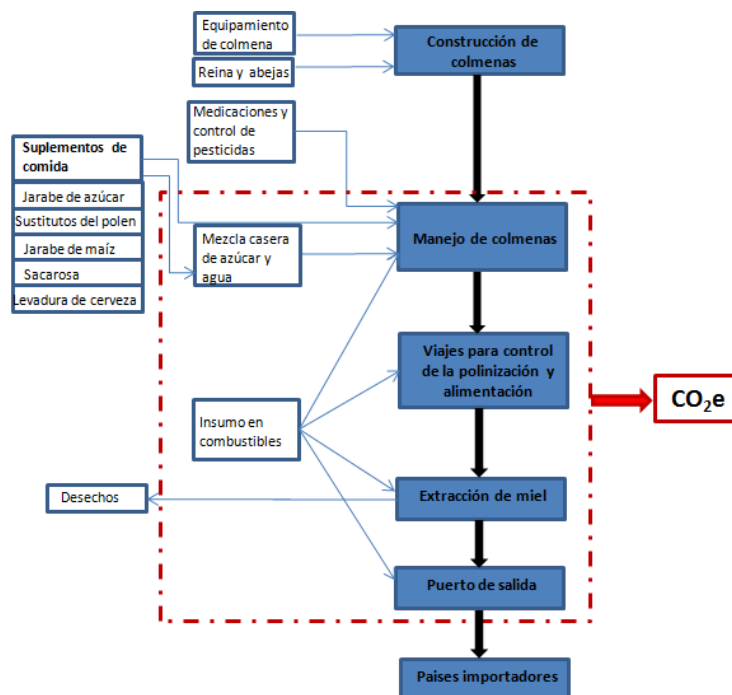 Equipamiento
de colmena
Reina y abejas
Construcción de
colmenas
Medicaciones y
control de
pesticidas
Suplementos de
comida
Jarabe de azúcar
Sustitutos del polen
Jarabe de maíz
Sacarosa
Levadura de cerveza
Mezcla casera
de azúcar y
agua
Manejo de colmenas
Viajes para control
de la polinización y
alimentación
CO₂e
Insumo en
combustibles
Desechos
Extracción de miel
Puerto de salida
Paises importadores